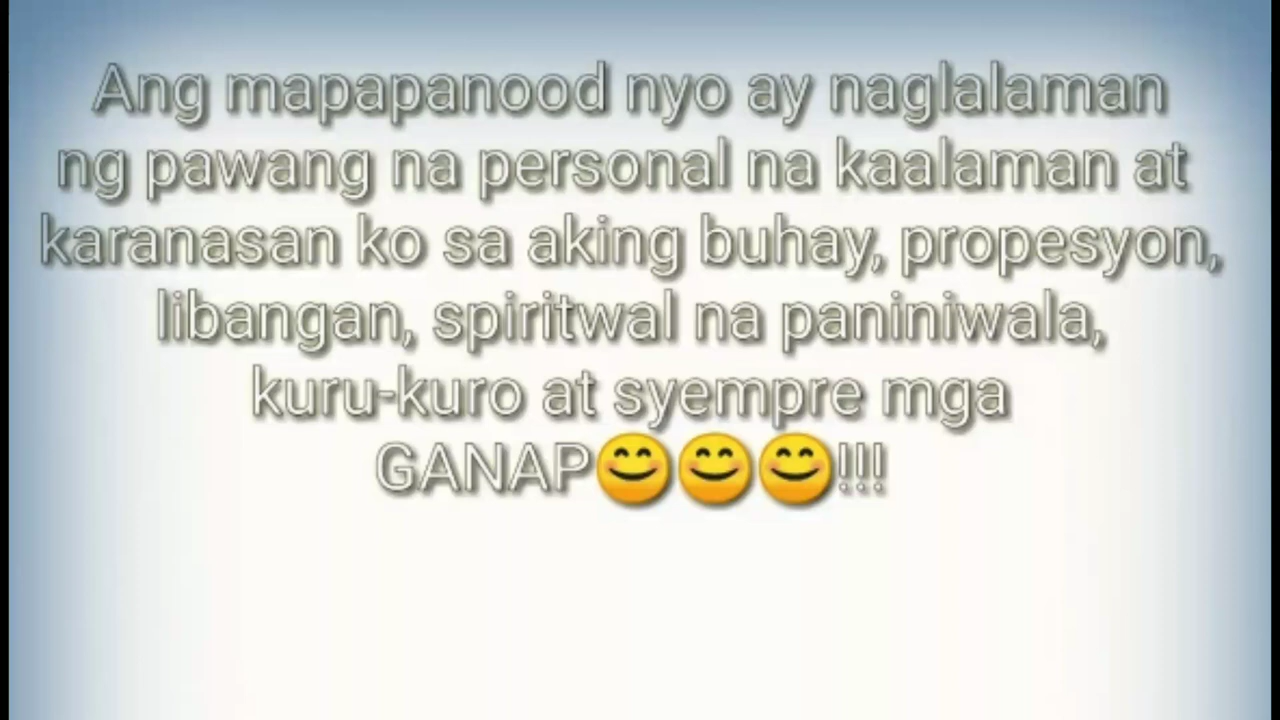 Ang mapapanood nyo ay naglalaman
ng pawang na personal na kaalaman at
karanasan ko sa aking buhay, propesyon,
libangan, spiritwal na paniniwala,
kuru-kuro at syempre mga
GANAP😊😊😊!!!